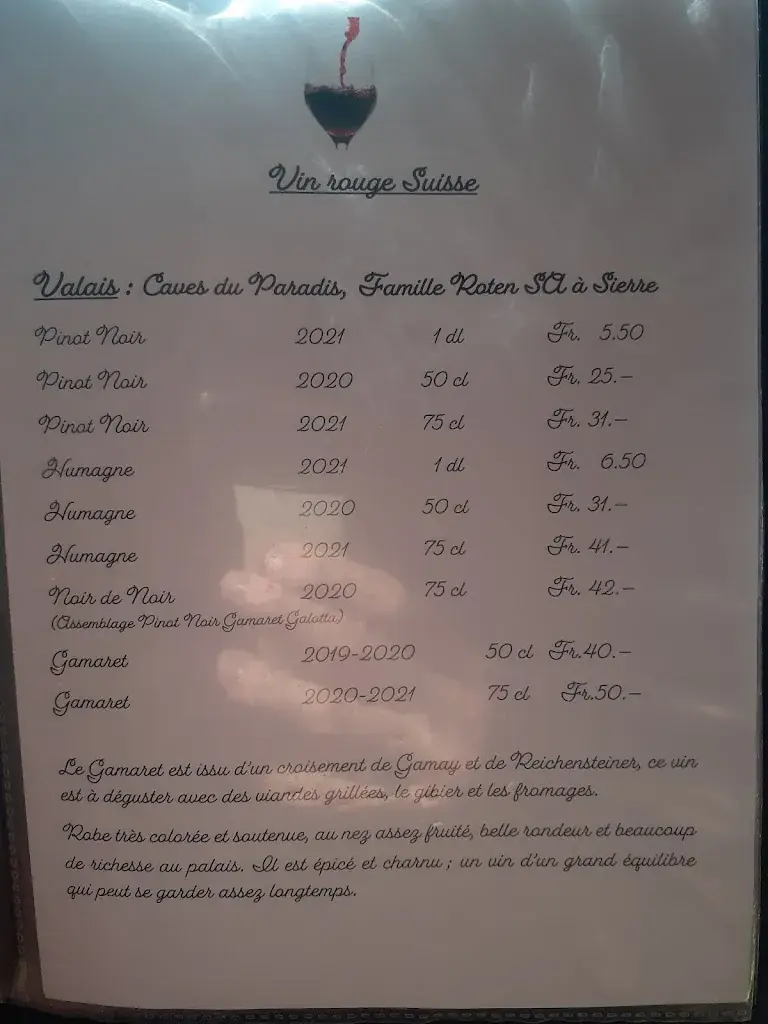 Vin rouge Suisse
Valais : Caves du Paradis, Famille Roten SA à Sierre
Pinot Noir 2021 1 dl Fr. 5.50
Pinot Noir 2020 50 cl Fr. 25.–
Pinot Noir 2021 75 cl Fr. 31.–
Humagne 2021 1 dl Fr. 6.50
Humagne 2020 50 cl Fr. 31.–
Humagne 2021 75 cl Fr. 41.–
Noir de Noir 2020 75 cl Fr. 42.–
(Assemblage Pinot Noir Gamaret Galotta)
Gamaret 2019-2020 50 cl Fr.40.–
Gamaret 2020-2021 75 cl Fr.50.–
Le Gamaret est issu d'un croisement de Gamay et de Reichensteiner, ce vin
est à déguster avec des viandes grillées, le gibier et les fromages.
Robe très colorée et soutenue, au nez assez fruité, belle rondeur et beaucoup
de richesse au palais. Il est épicé et charnu ; un vin d'un grand équilibre
qui peut se garder assez longtemps.